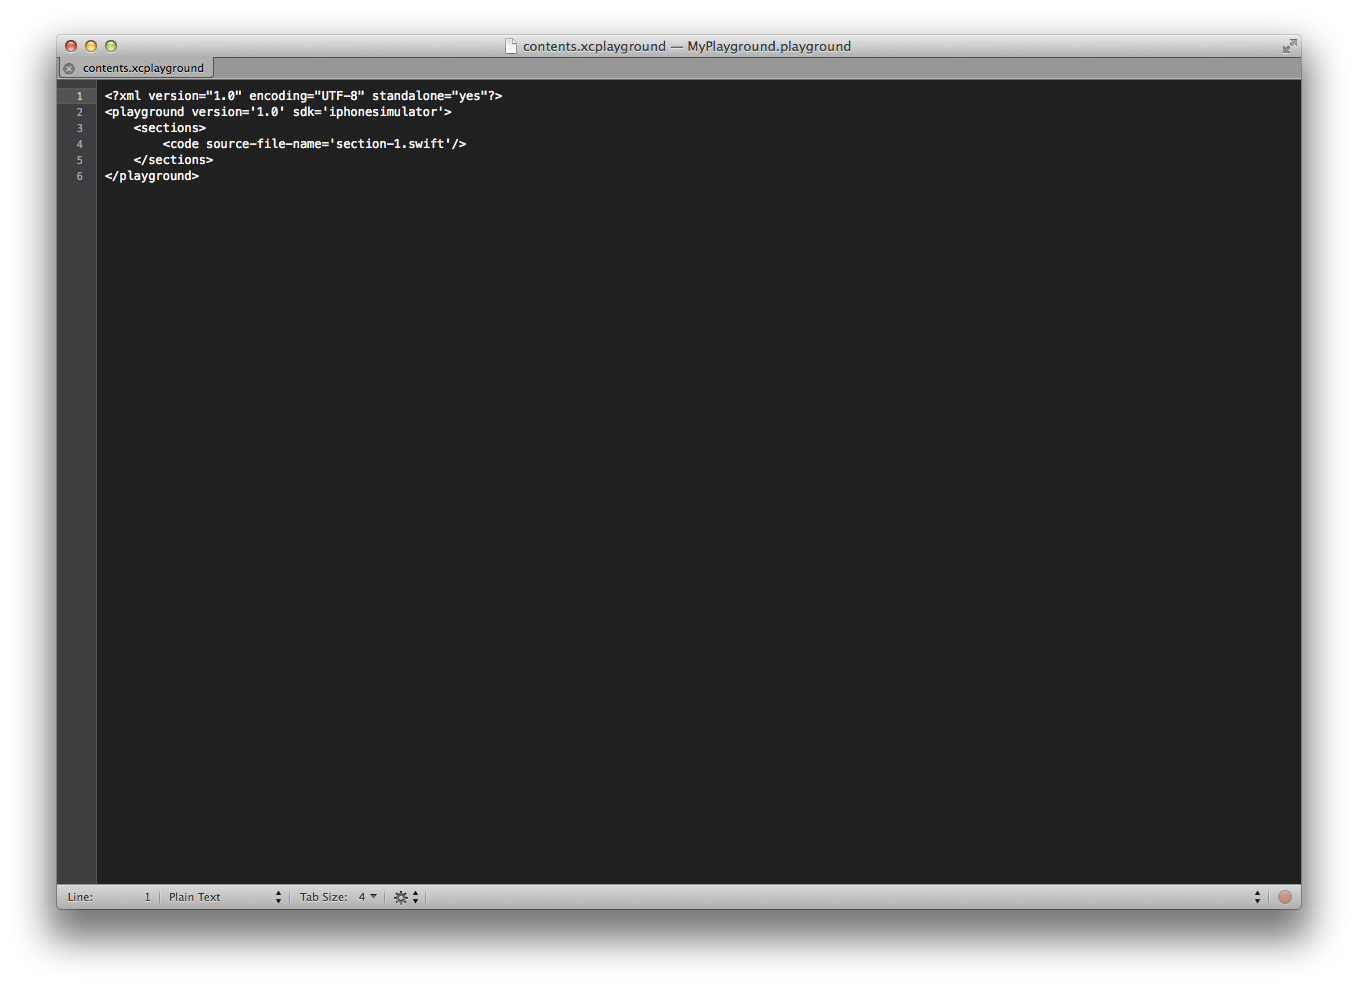 contents.xcplayground — MyPlayground.playground
contents.xcplayground
1 <?xml version="1.0" encoding="UTF-8" standalone="yes"?>
2 <playground version='1.0' sdk='iphonesimulator'>
3     <sections>
4         <code source-file-name='section-1.swift'/>
5     </sections>
6 </playground>
Line: 1 Plain Text Tab Size: 4